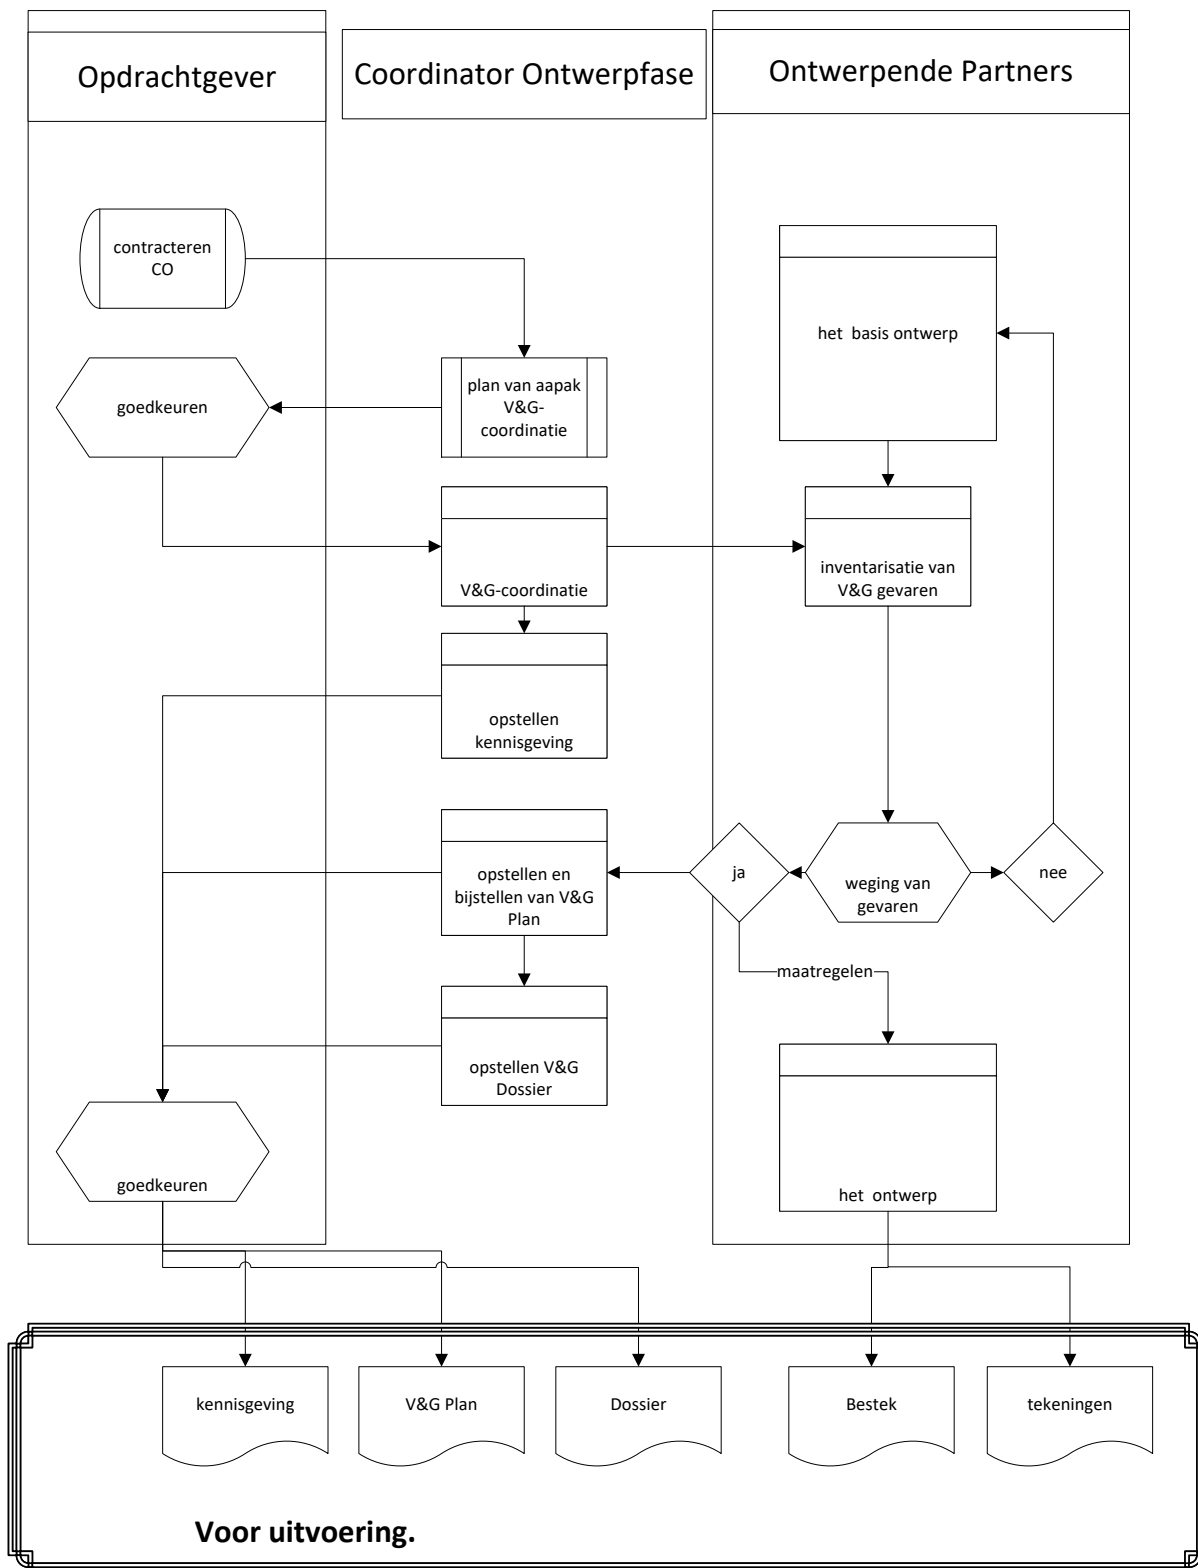 Opdrachtgever
Coordinator Ontwerpfase
Ontwerpende Partners
contracteren
CO
het basis ontwerp
goedkeuren
plan van aapak
V&G-
coordinatie
V&G-coordinatie
inventarisatie van
V&G gevaren
opstellen
kennisgeving
opstellen en
bijstellen van V&G
Plan
ja
weging van
gevaren
nee
maatregelen
opstellen V&G
Dossier
goedkeuren
het ontwerp
kennisgeving
V&G Plan
Dossier
Bestek
tekeningen
Voor uitvoering.